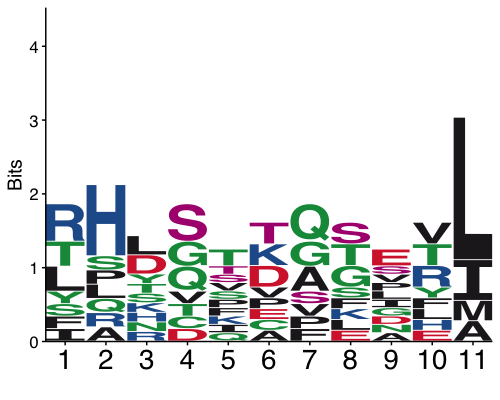 4
3
2
1
0
Bits
R T L Y S F I
H S P L Q R A
L D Y S K N R
S G Q V T C D
T T S V S P K I Q
T K D V P E C A
Q G A S V P F
S T G S K L E
E S V P T G D N A
V T R Y L H E
L I M A
1 2 3 4 5 6 7 8 9 10 11